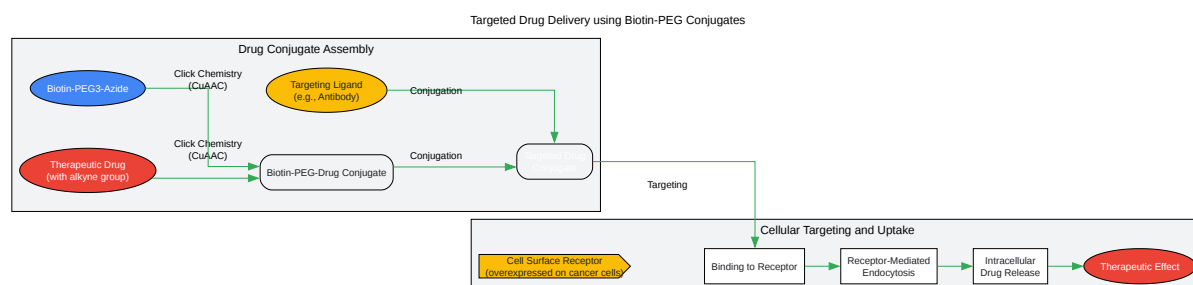 Targeted Drug Delivery using Biotin-PEG Conjugates
Drug Conjugate Assembly
Click Chemistry
(CuAAC)
Biotin-PEG3-Azide
Targeting Ligand
(e.g., Antibody)
Conjugation
Click Chemistry
(CuAAC)
Therapeutic Drug
(with alkyne group)
Biotin-PEG-Drug Conjugate
Conjugation
Targeted Drug
Targeting
Cellular Targeting and Uptake
Cell Surface Receptor
(overexpressed on cancer cells)
Binding to Receptor
Receptor-Mediated
Endocytosis
Intracellular
Drug Release
Therapeutic Effect